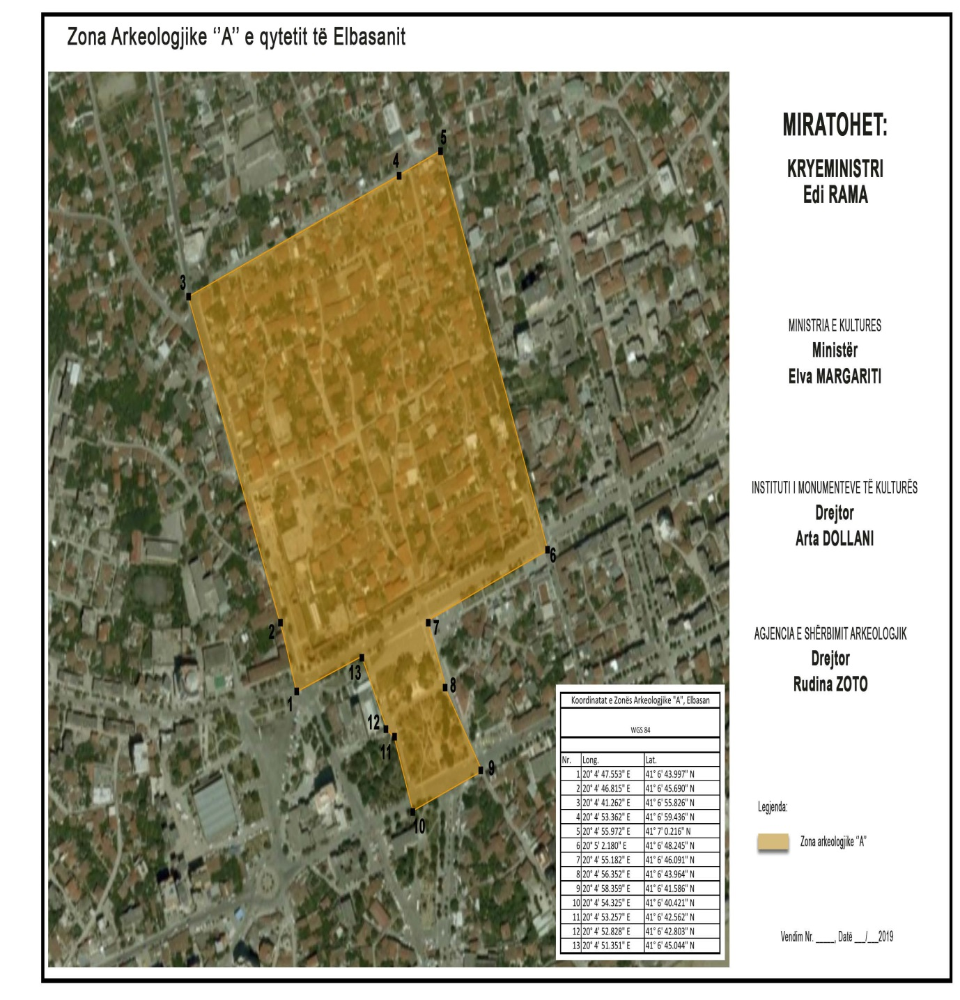 Zona Arkeologjike ‘’A’’ e qytetit të Elbasanit
MIRATOHET:
KRYEMINISTRI
Edi RAMA
MINISTRIA E KULTURES
Ministër
Elva MARGARITI
INSTITUTI I MONUMENTEVE TË KULTURËS
Drejtor
Arta DOLLANI
AGJENCIA E SHËRBIMIT ARKEOLOGJIK
Drejtor
Rudina ZOTO
5
4
3
6
2
7
13
8
1
12
11
9
10
Koordinatat e Zonës Arkeologjike "A", Elbasan
WGS 84
Nr. Long. Lat.
1 20° 4' 47.553" E 41° 6' 43.997" N
2 20° 4' 46.815" E 41° 6' 45.690" N
3 20° 4' 41.262" E 41° 6' 55.826" N
4 20° 4' 53.362" E 41° 6' 59.436" N
5 20° 4' 55.972" E 41° 7' 0.216" N
6 20° 5' 2.180" E 41° 6' 48.245" N
7 20° 4' 55.182" E 41° 6' 46.091" N
8 20° 4' 56.352" E 41° 6' 43.964" N
9 20° 4' 58.359" E 41° 6' 41.586" N
10 20° 4' 54.325" E 41° 6' 40.421" N
11 20° 4' 53.257" E 41° 6' 42.562" N
12 20° 4' 52.828" E 41° 6' 42.803" N
13 20° 4' 51.351" E 41° 6' 45.044" N
Legjenda:
Zona arkeologjike ‘’A’’
Vendim Nr. _____, Datë ___/___2019